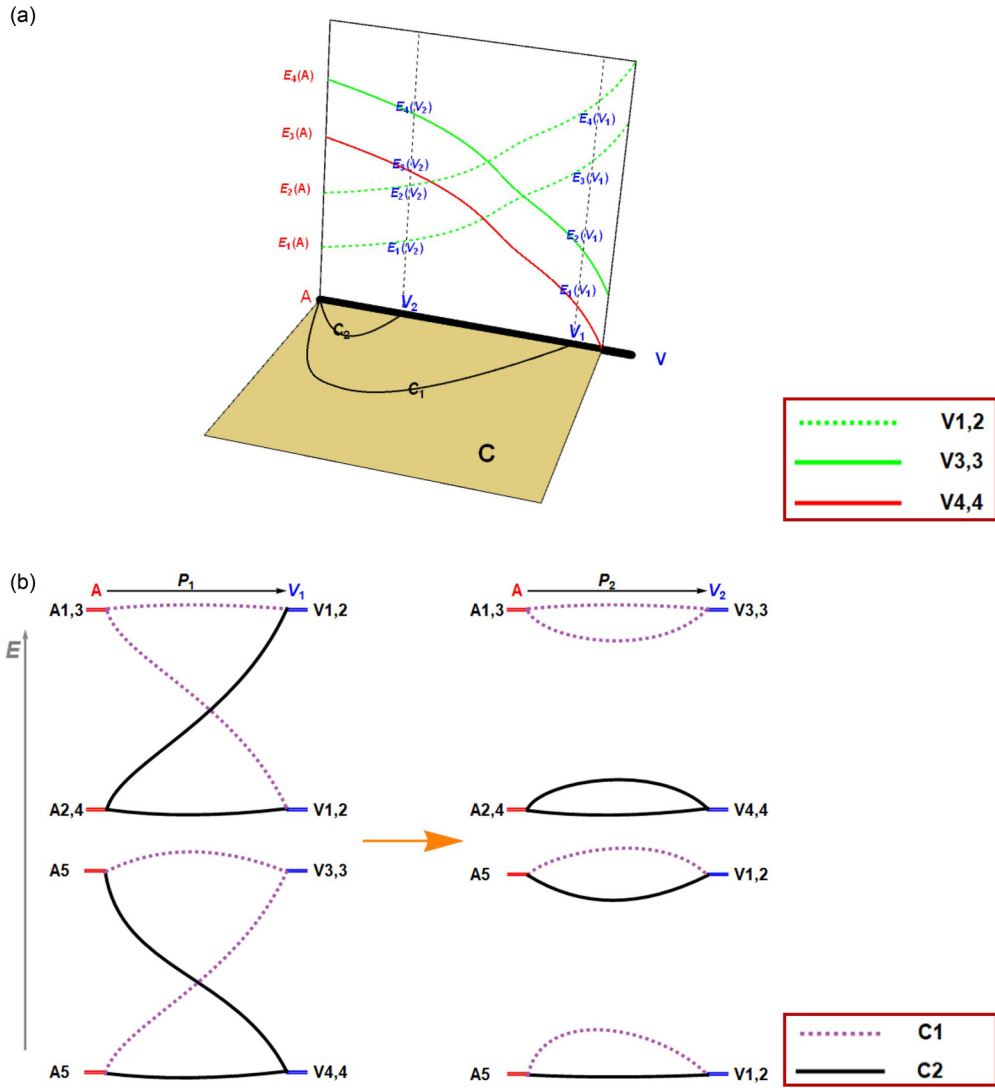 (a)
E4(A)
E4(V2)
E4(V1)
E3(A)
E3(V2)
E3(V1)
E2(A)
E2(V2)
E2(V1)
E1(A)
E1(V2)
E1(V1)
A
V2
V1
V
C2
C1
C
V1,2
V3,3
V4,4
(b)
A P1 V1
A P2 V2
A1,3 V1,2
A1,3 V3,3
E
A2,4 V1,2
A2,4 V4,4
A5 V3,3
A5 V1,2
A5 V4,4
A5 V1,2
C1
C2